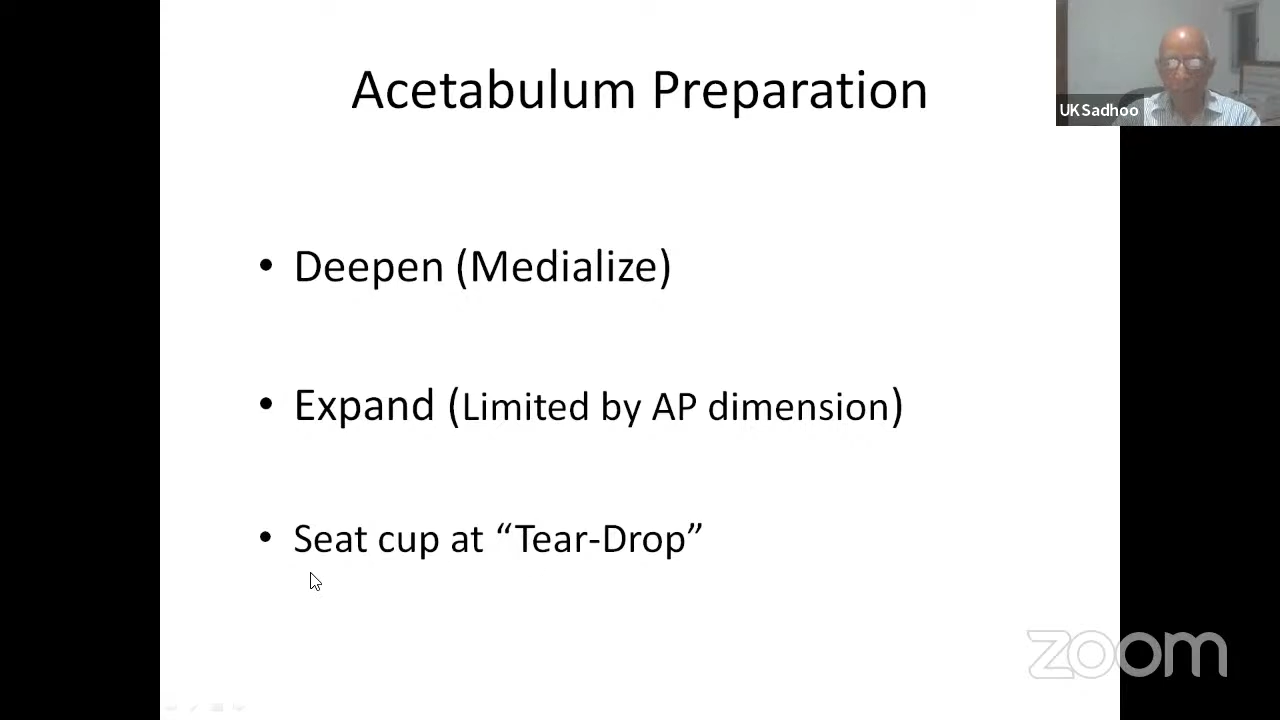 Acetabulum Preparation
UKSadhoo
• Deepen (Medialize)
• Expand (Limited by AP dimension)
• Seat cup at “Tear-Drop”
zoom